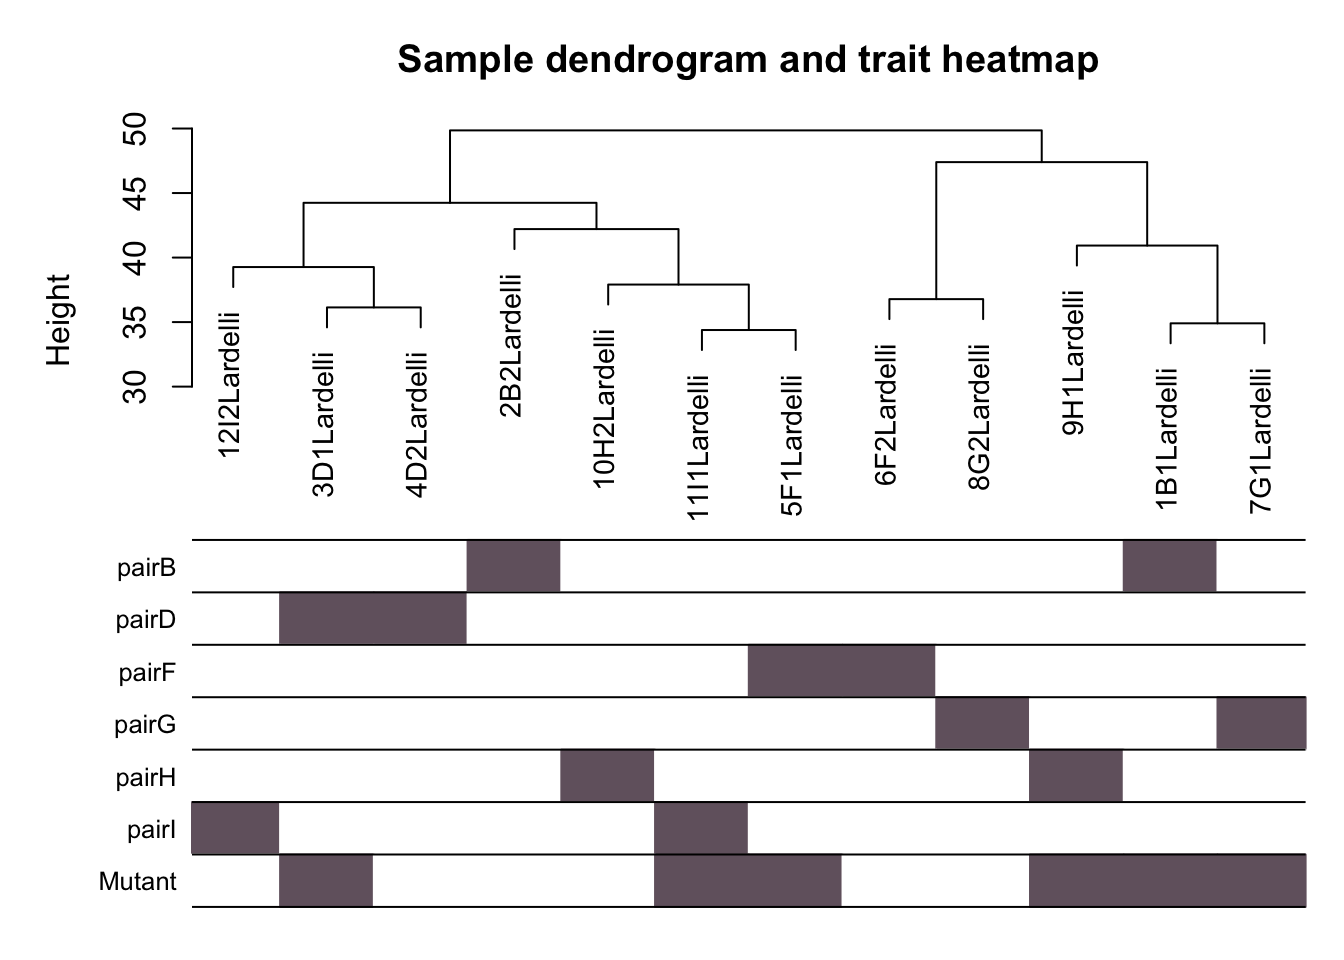 Sample dendrogram and trait heatmap
Height
50
45
40
35
30
12I2Lardelli
3D1Lardelli
4D2Lardelli
2B2Lardelli
10H2Lardelli
11I1Lardelli
5F1Lardelli
6F2Lardelli
8G2Lardelli
9H1Lardelli
1B1Lardelli
7G1Lardelli
pairB
pairD
pairF
pairG
pairH
pairI
Mutant